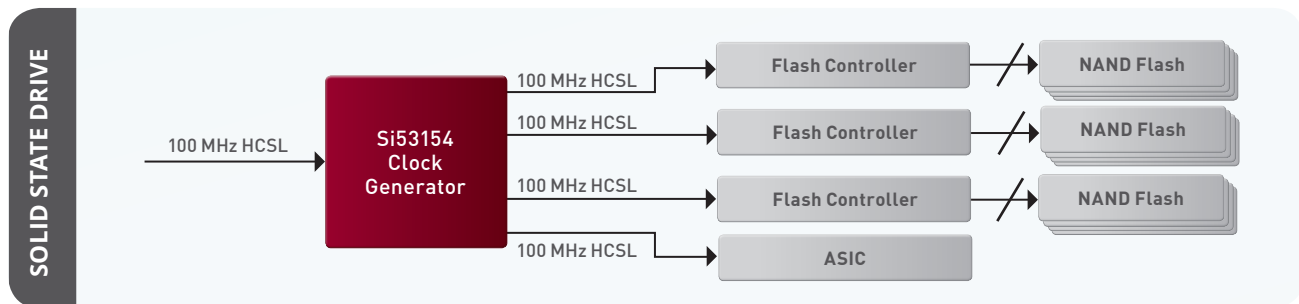 SOLID STATE DRIVE
100 MHz HCSL
Si53154
Clock
Generator
100 MHz HCSL
Flash Controller
NAND Flash
100 MHz HCSL
Flash Controller
NAND Flash
100 MHz HCSL
Flash Controller
NAND Flash
100 MHz HCSL
ASIC